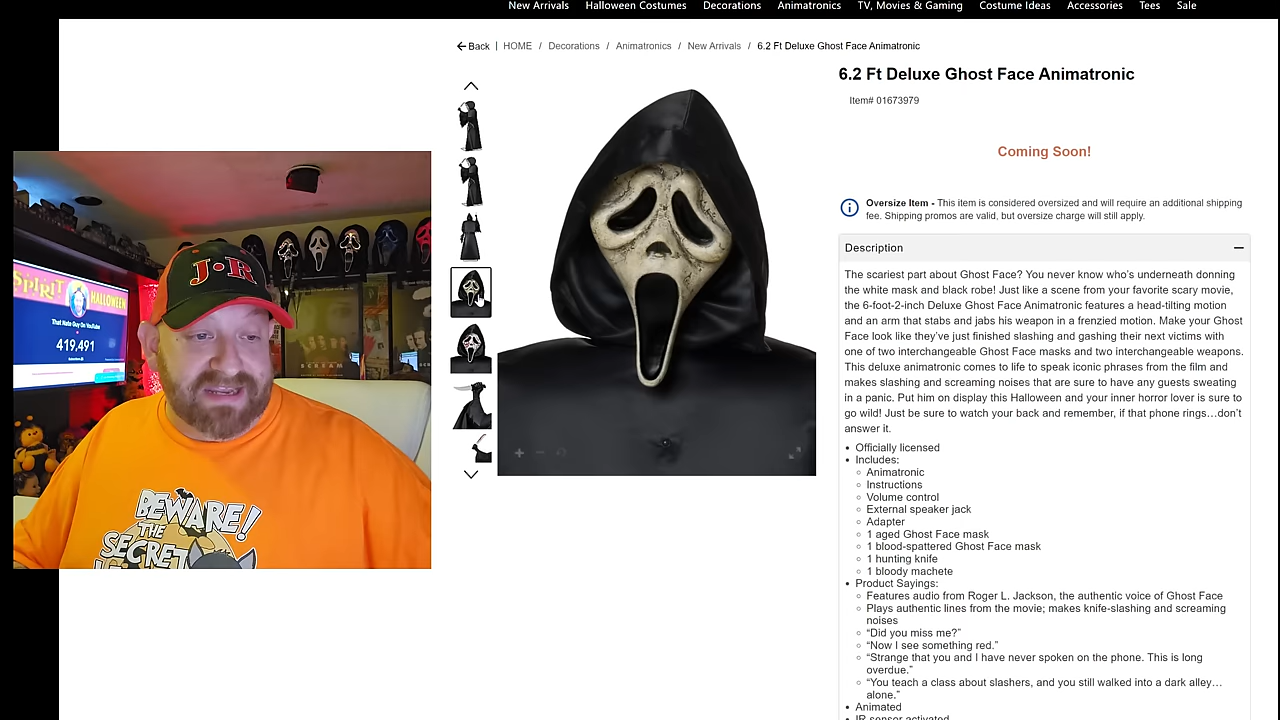 New Arrivals Halloween Costumes Decorations Animatronics TV, Movies & Gaming Costume Ideas Accessories Tees Sale
Back | HOME / Decorations / Animatronics / New Arrivals / 6.2 Ft Deluxe Ghost Face Animatronic
6.2 Ft Deluxe Ghost Face Animatronic
Item# 01673979
Coming Soon!
Oversize Item - This item is considered oversized and will require an additional shipping
fee. Shipping promos are valid, but oversize charge will still apply.
Description
The scariest part about Ghost Face? You never know who’s underneath donning
the white mask and black robe! Just like a scene from your favorite scary movie,
the 6-foot-2-inch Deluxe Ghost Face Animatronic features a head-tilting motion
and an arm that stabs and jabs his weapon in a frenzied motion. Make your Ghost
Face look like they’ve just finished slashing and gashing their next victims with
one of two interchangeable Ghost Face masks and two interchangeable weapons.
This deluxe animatronic comes to life to speak iconic phrases from the film and
makes slashing and screaming noises that are sure to have any guests sweating
in a panic. Put him on display this Halloween and your inner horror lover is sure to
go wild! Just be sure to watch your back and remember, if that phone rings…don’t
answer it.
Officially licensed
Includes:
Animatronic
Instructions
Volume control
External speaker jack
Adapter
1 aged Ghost Face mask
1 blood-spattered Ghost Face mask
1 hunting knife
1 bloody machete
Product Sayings:
Features audio from Roger L. Jackson, the authentic voice of Ghost Face
Plays authentic lines from the movie; makes knife-slashing and screaming
noises
“Did you miss me?”
“Now I see something red.”
“Strange that you and I have never spoken on the phone. This is long
overdue.”
“You teach a class about slashers, and you still walked into a dark alley…
alone.”
Animated
IR sensor activated
SPIRIT HALLOWEEN
That Nate Guy On YouTube
419,491
J·R
SCREAM
BEWARE!
THE
SECRET